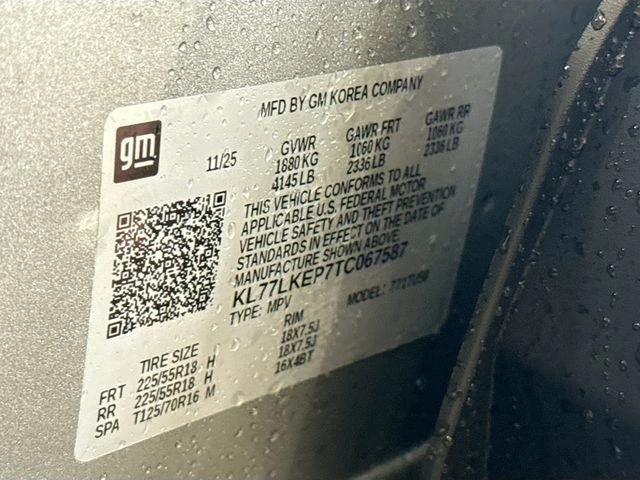 MFD BY GM KOREA COMPANY
gm
11/25
GVWR GAWR FRT GAWR RR
1880 KG 1060 KG 1060 KG
4145 LB 2336 LB 2336 LB
THIS VEHICLE CONFORMS TO ALL
APPLICABLE U.S. FEDERAL MOTOR
VEHICLE SAFETY AND THEFT PREVENTION
STANDARDS IN EFFECT ON THE DATE OF
MANUFACTURE SHOWN ABOVE.
KL77LKEP7TC067587
TYPE: MPV MODEL:
TIRE SIZE RIM
FRT 225/55R18 H 18X7.5J
RR 225/55R18 H 18X7.5J
SPA T125/70R16 M 16X4BT